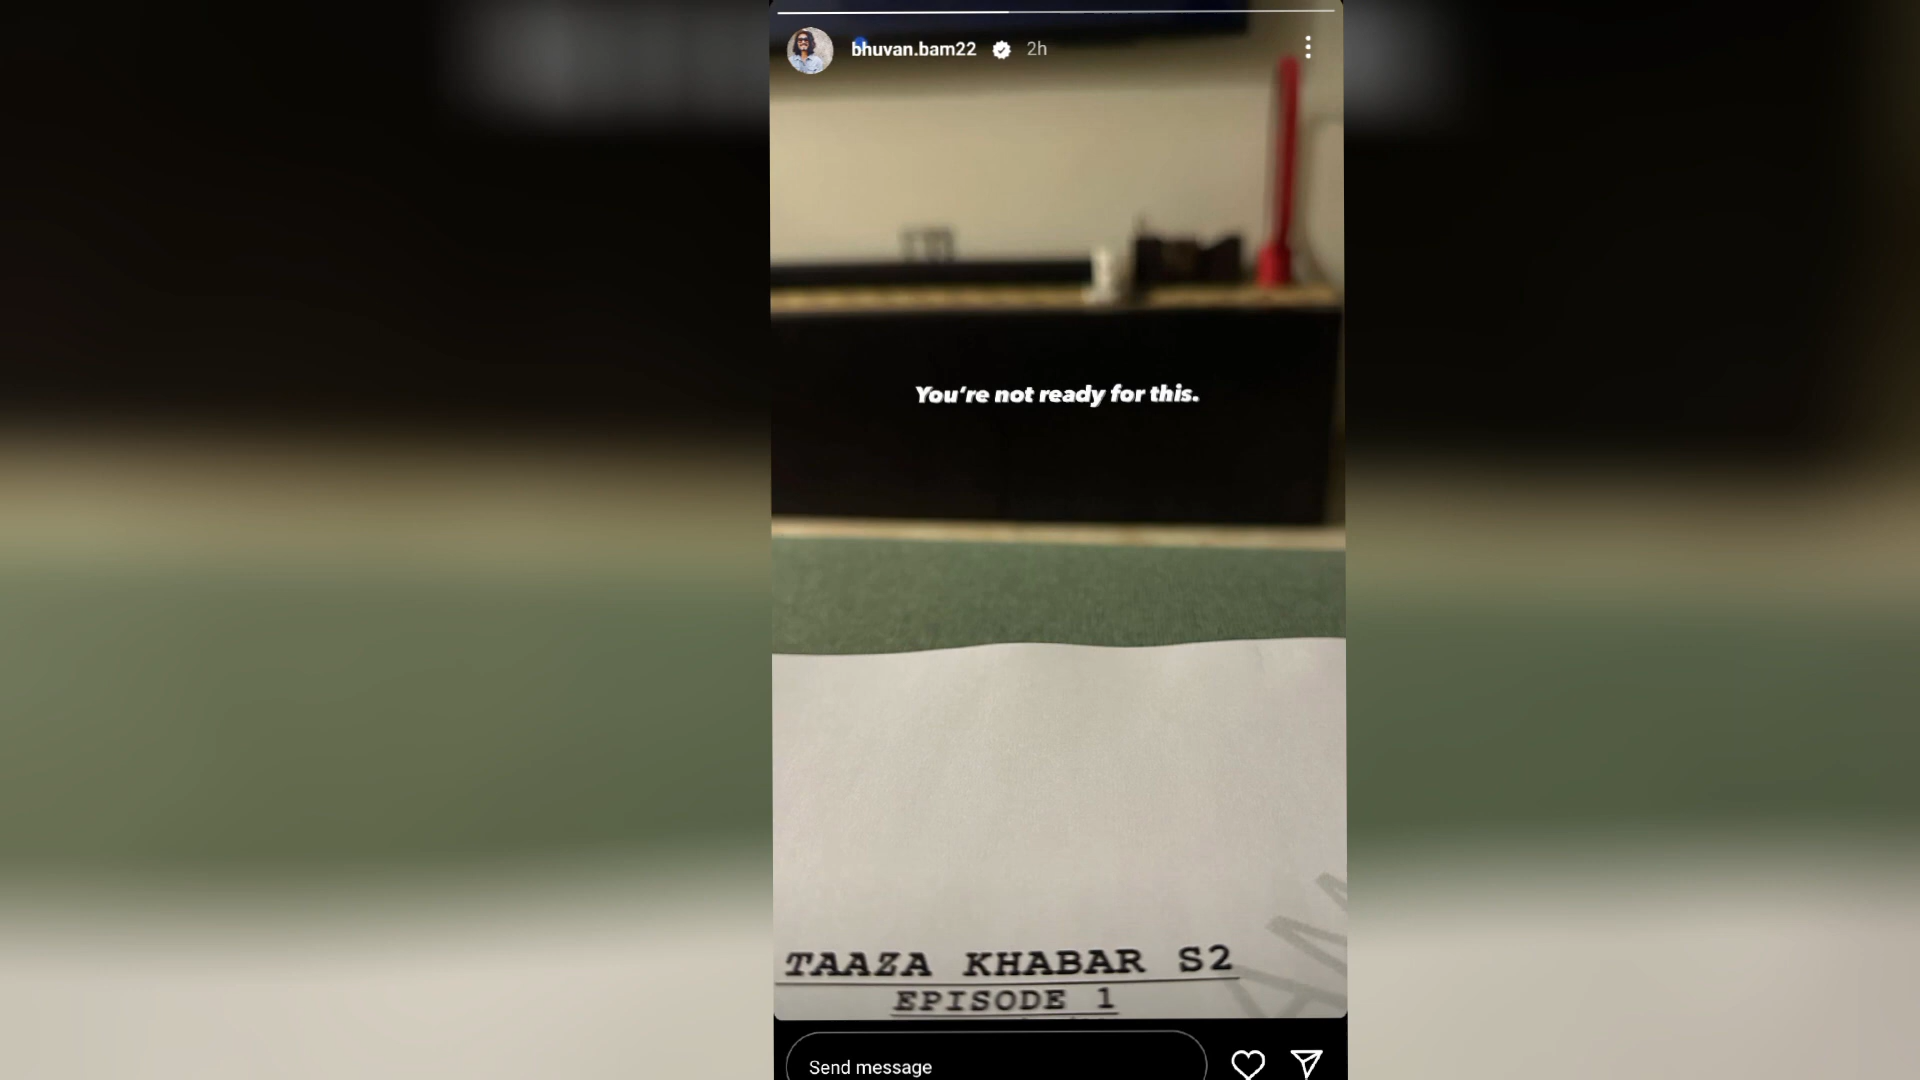 bhuvan.bam22 2h
You're not ready for this.
TAAZA KHABAR S2
EPISODE 1
Send message